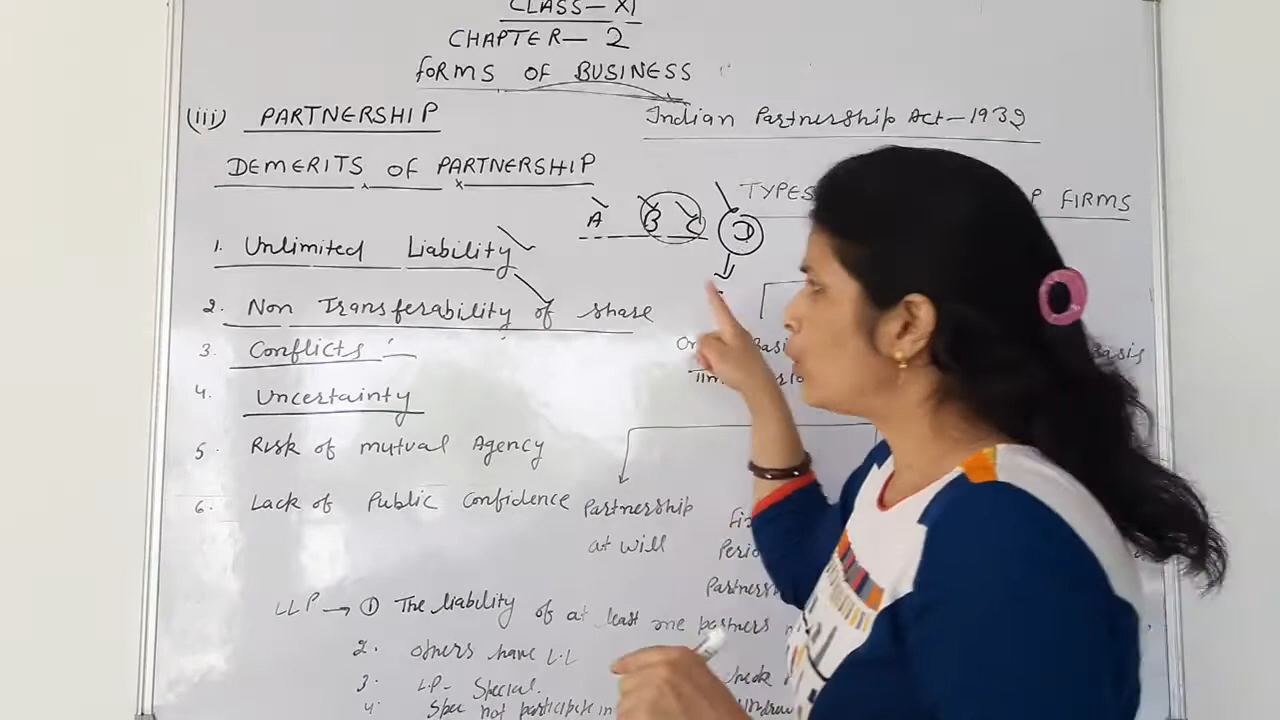 CLASS - XI
CHAPTER - 2
FORMS OF BUSINESS
(iii) PARTNERSHIP
Indian Partnership Act - 1932
DEMERITS OF PARTNERSHIP
A B C D
1. Unlimited Liability
2. Non Transferability of share
3. Conflicts :-
4. Uncertainty
5. Risk of mutual Agency
6. Lack of Public Confidence
TYPES
FIRMS
Basis
Partnership
at will
LLP → ① The liability of at least one partners
2. others have L.L
3. LP - Special.
check
4. Spec not participate in